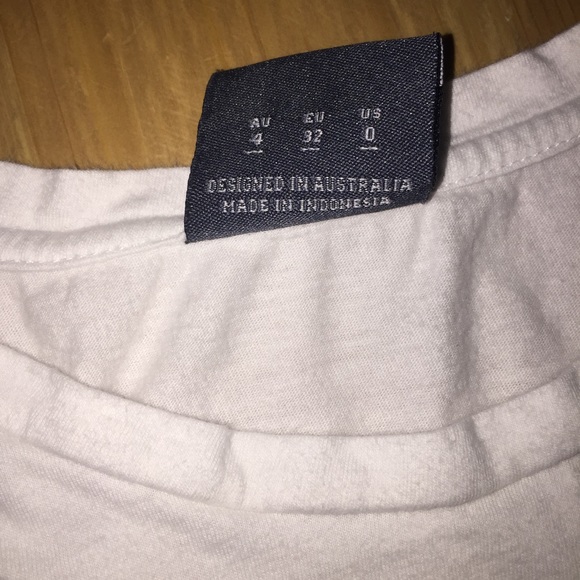 AU EU US
4 32 0
DESIGNED IN AUSTRALIA
MADE IN INDONESIA